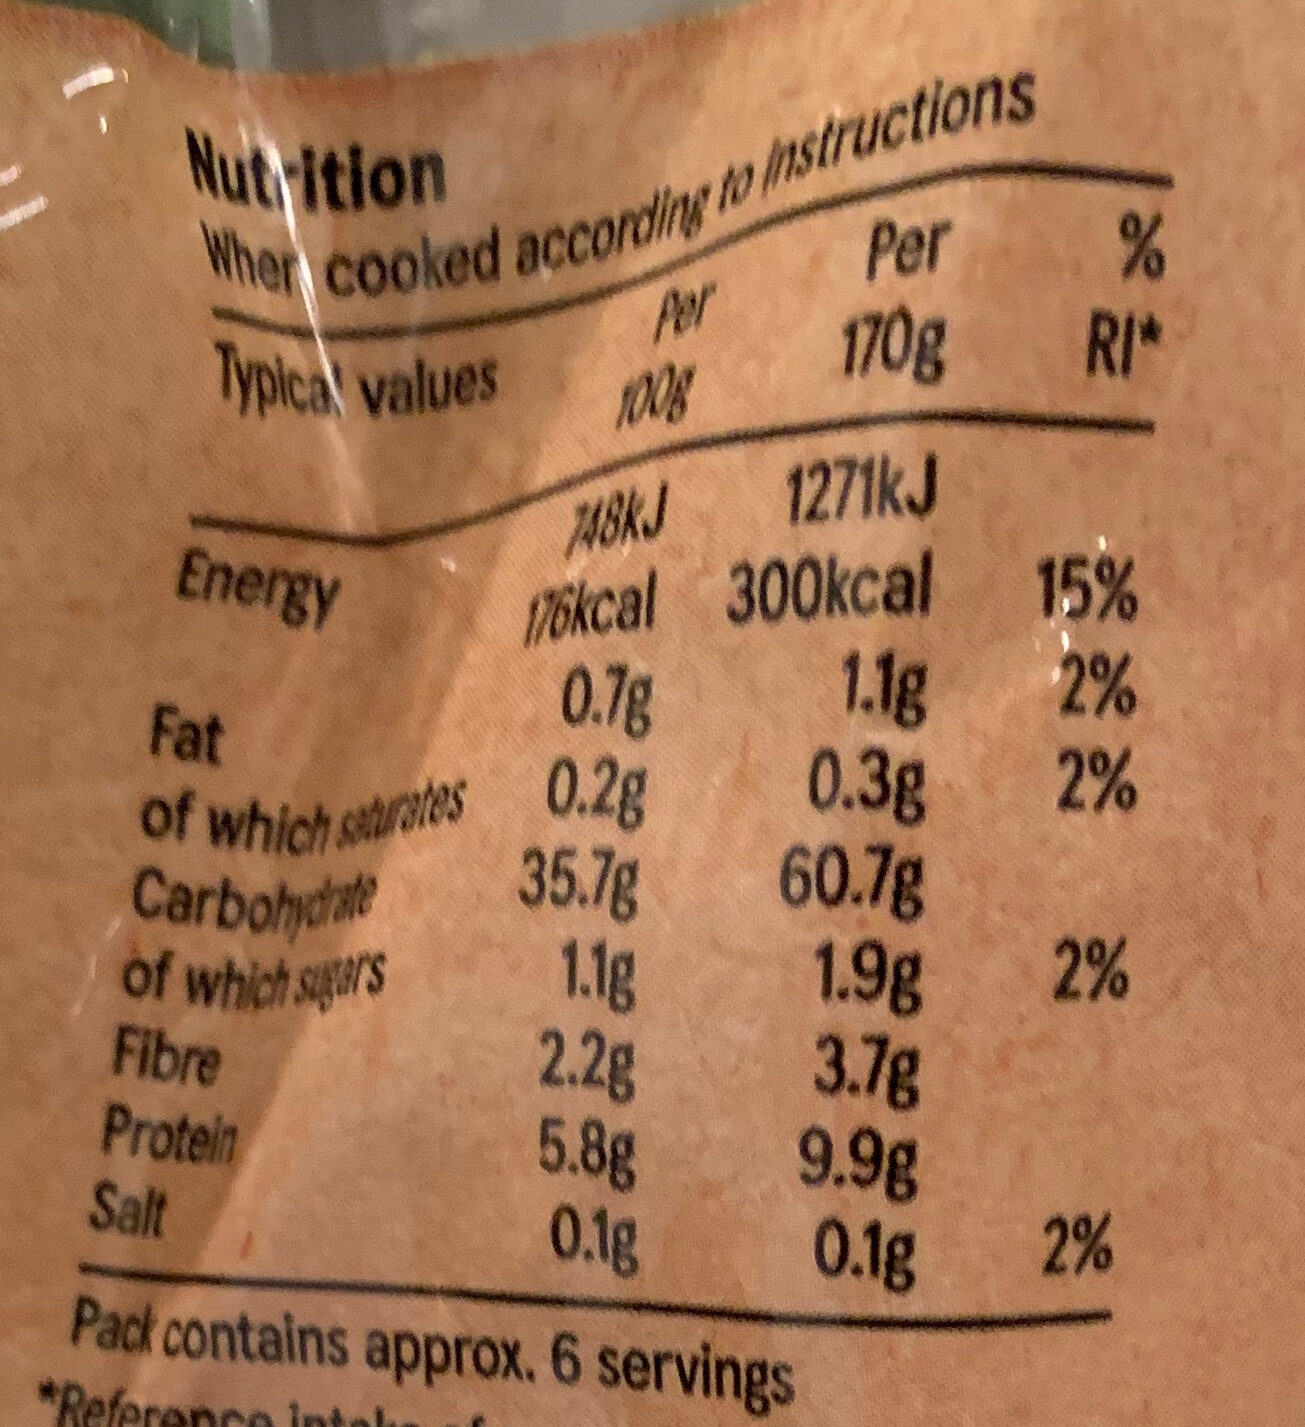 Nutrition
When cooked according to instructions
Typical values Per 100g Per 170g % RI*
Energy 748kJ 1271kJ
176kcal 300kcal 15%
Fat 0.7g 1.1g 2%
of which saturates 0.2g 0.3g 2%
Carbohydrate 35.7g 60.7g
of which sugars 1.1g 1.9g 2%
Fibre 2.2g 3.7g
Protein 5.8g 9.9g
Salt 0.1g 0.1g 2%
Pack contains approx. 6 servings
*Reference intake of